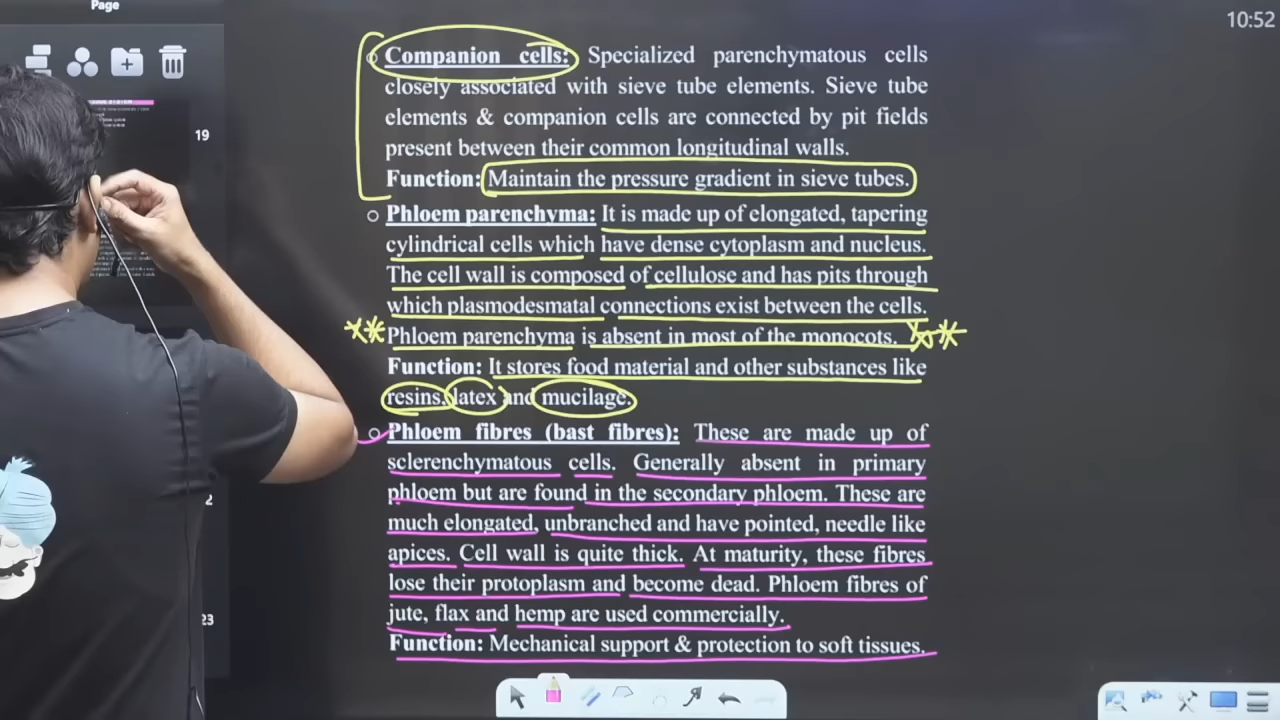 Page
10:52
19
Companion cells: Specialized parenchymatous cells
closely associated with sieve tube elements. Sieve tube
elements & companion cells are connected by pit fields
present between their common longitudinal walls.
Function: Maintain the pressure gradient in sieve tubes.
Phloem parenchyma: It is made up of elongated, tapering
cylindrical cells which have dense cytoplasm and nucleus.
The cell wall is composed of cellulose and has pits through
which plasmodesmatal connections exist between the cells.
**Phloem parenchyma is absent in most of the monocots. **
Function: It stores food material and other substances like
resins, latex and mucilage.
Phloem fibres (bast fibres): These are made up of
sclerenchymatous cells. Generally absent in primary
phloem but are found in the secondary phloem. These are
much elongated, unbranched and have pointed, needle like
apices. Cell wall is quite thick. At maturity, these fibres
lose their protoplasm and become dead. Phloem fibres of
jute, flax and hemp are used commercially.
Function: Mechanical support & protection to soft tissues.
2
23